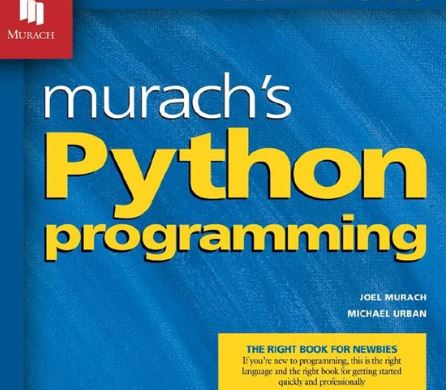 MURACH
murach's
Python
programming
JOEL MURACH
MICHAEL URBAN
THE RIGHT BOOK FOR NEWBIES
If you're new to programming, this is the right
language and the right book for getting started
quickly and professionally